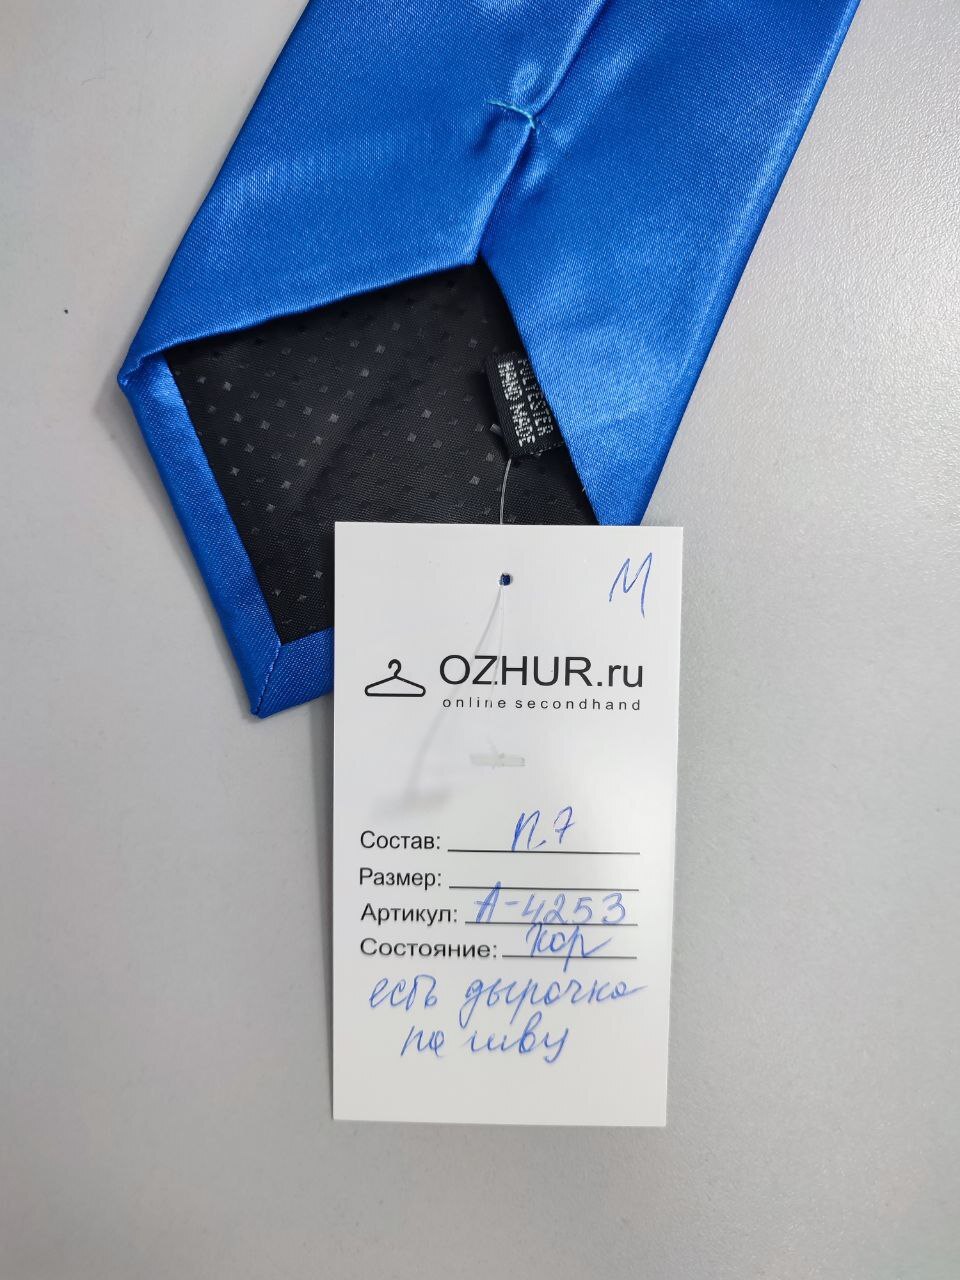 POLYESTER
HAND MADE
М
OZHUR.ru
online secondhand
Состав: п.7
Размер:
Артикул: А-4253
Состояние: хор
есть дырочка
по шву